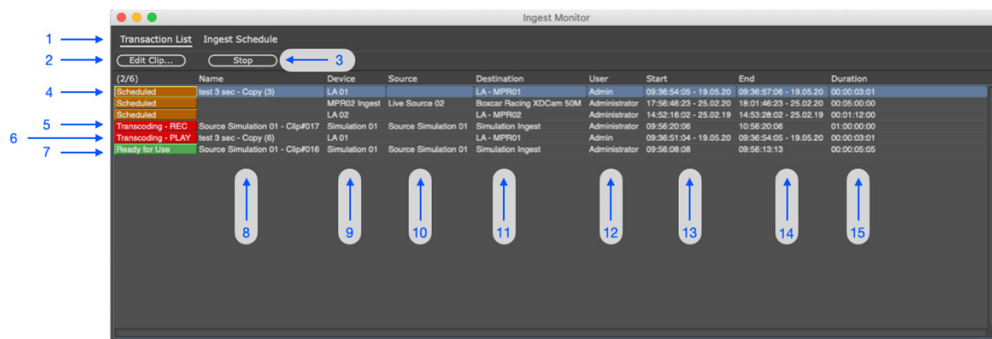 Ingest Monitor
1 Transaction List Ingest Schedule
2 Edit Clip... Stop 3
(2/6) Name Device Source Destination User Start End Duration
4 Scheduled test 3 sec - Copy (3) LA 01 LA - MPR01 Admin 09:36:54:05 - 19.05.20 09:36:57:06 - 19.05.20 00:00:03:01
Scheduled MPR02 Ingest Live Source 02 Boxcar Racing XDCam 50M Administrator 17:56:46:23 - 25.02.20 18:01:46:23 - 25.02.20 00:05:00:00
Scheduled LA 02 LA - MPR02 Administrator 14:52:16:02 - 25.02.19 14:53:28:02 - 25.02.19 00:01:12:00
5 Transcoding - REC Source Simulation 01 - Clip#017 Simulation 01 Source Simulation 01 Simulation Ingest Administrator 09:56:20:06 10:56:20:06 01:00:00:00
6 Transcoding - PLAY test 3 sec - Copy (6) LA 01 LA - MPR01 Administrator 09:36:51:04 - 19.05.20 09:36:54:05 - 19.05.20 00:00:03:01
7 Ready for Use Source Simulation 01 - Clip#016 Simulation 01 Source Simulation 01 Simulation Ingest Administrator 09:56:08:08 09:56:13:13 00:00:05:05
8 9 10 11 12 13 14 15